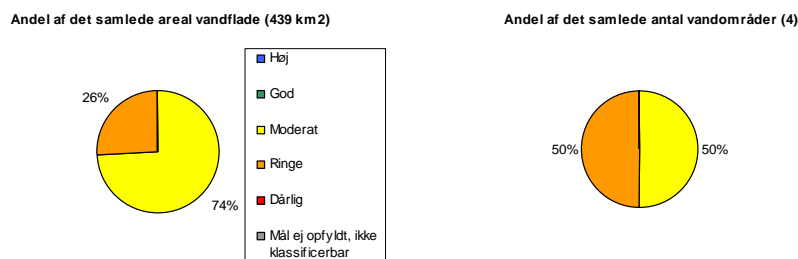 Andel af det samlede areal vandflade (439 km2)
26%
74%
Høj
God
Moderat
Ringe
Dårlig
Mål ej opfyldt, ikke
klassificerbar
Andel af det samlede antal vandområder (4)
50%
50%